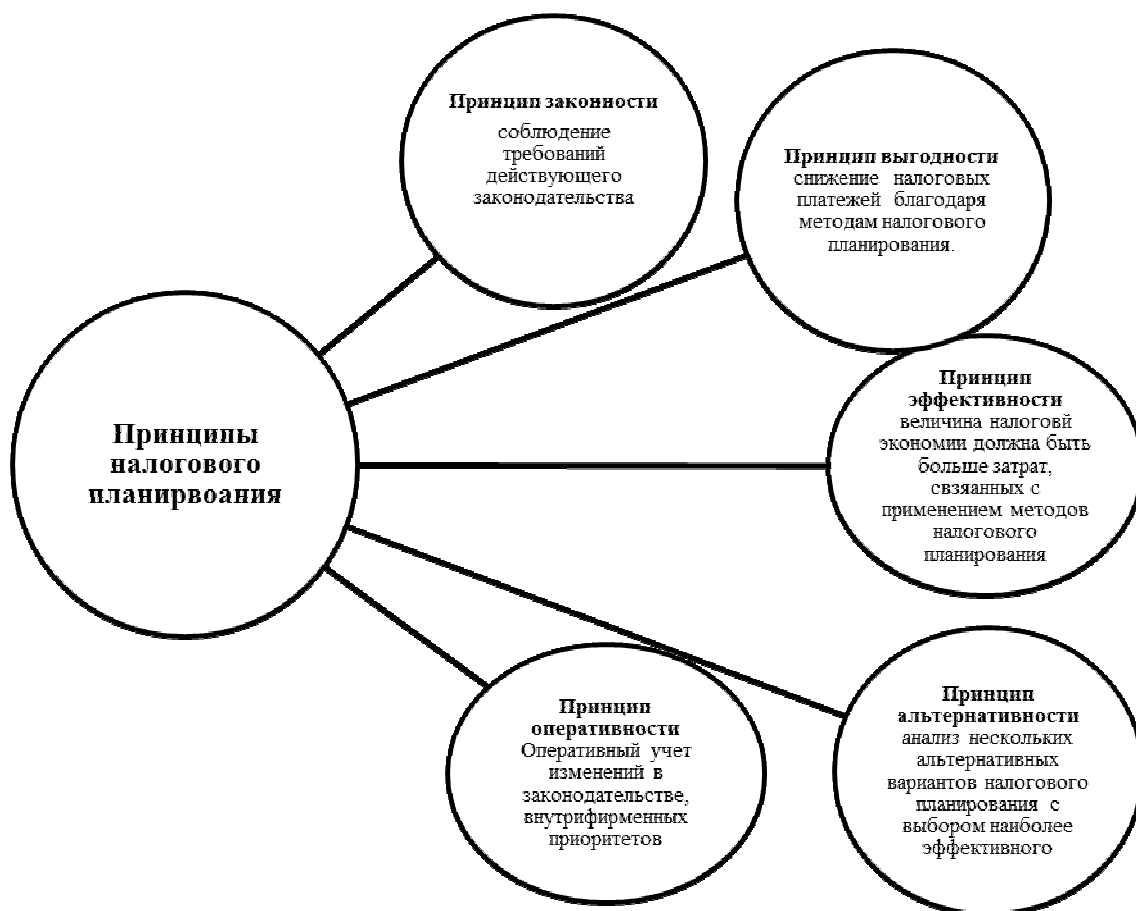 Принцип законности
соблюдение
требований
действующего
законодательства
Принцип выгодности
снижение налоговых
платежей благодаря
методам налогового
планирования.
Принцип
эффективности
величина налоговй
экономии должна быть
больше затрат,
свзяанных с
применением методов
налогового
планирования
Принципы
налогового
планирвоания
Принцип
оперативности
Оперативный учет
изменений в
законодательстве,
внутрифирменных
приоритетов
Принцип
альтернативности
анализ нескольких
альтернативных
вариантов налогового
планирования с
выбором наиболее
эффективного